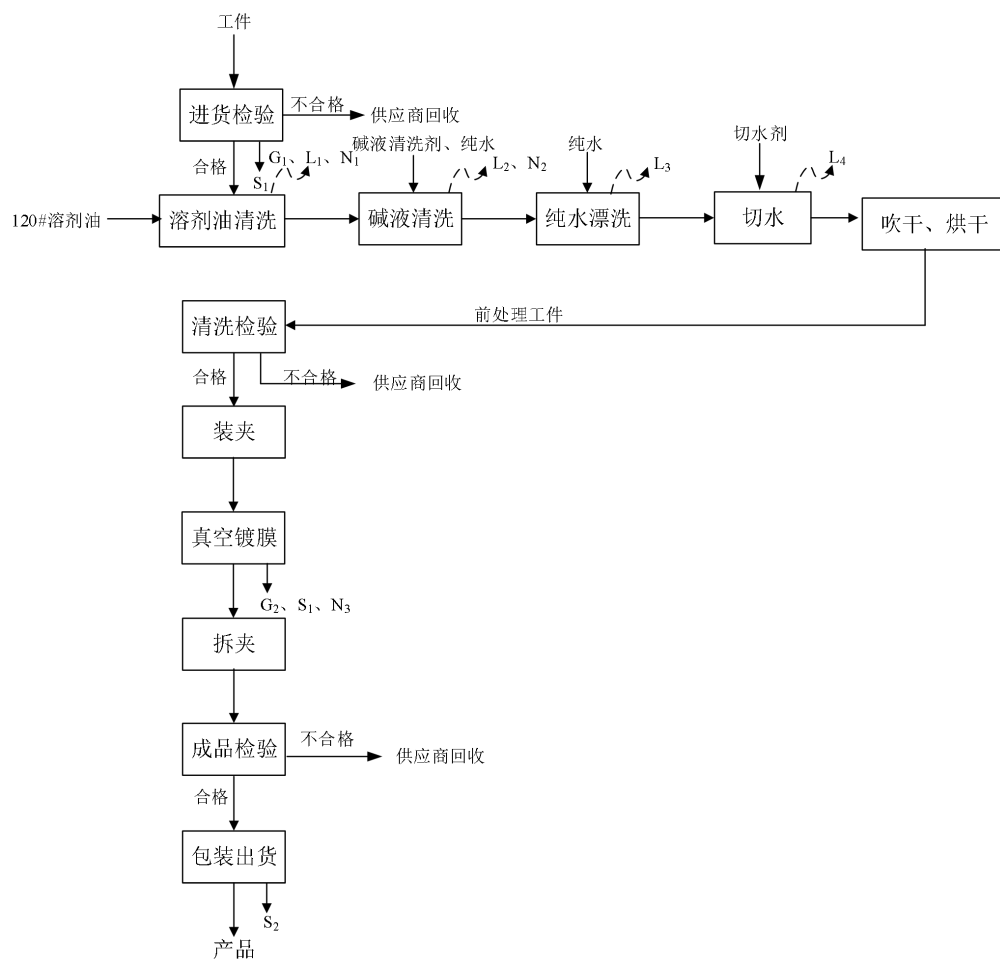 工件
进货检验
不合格
供应商回收
合格
S₁
G₁、L₁、N₁
碱液清洗剂、纯水
L₂、N₂
纯水
L₃
切水剂
L₄
120#溶剂油
溶剂油清洗
碱液清洗
纯水漂洗
切水
吹干、烘干
前处理工件
清洗检验
合格
不合格
供应商回收
装夹
真空镀膜
G₂、S₁、N₃
拆夹
成品检验
不合格
供应商回收
合格
包装出货
S₂
产品